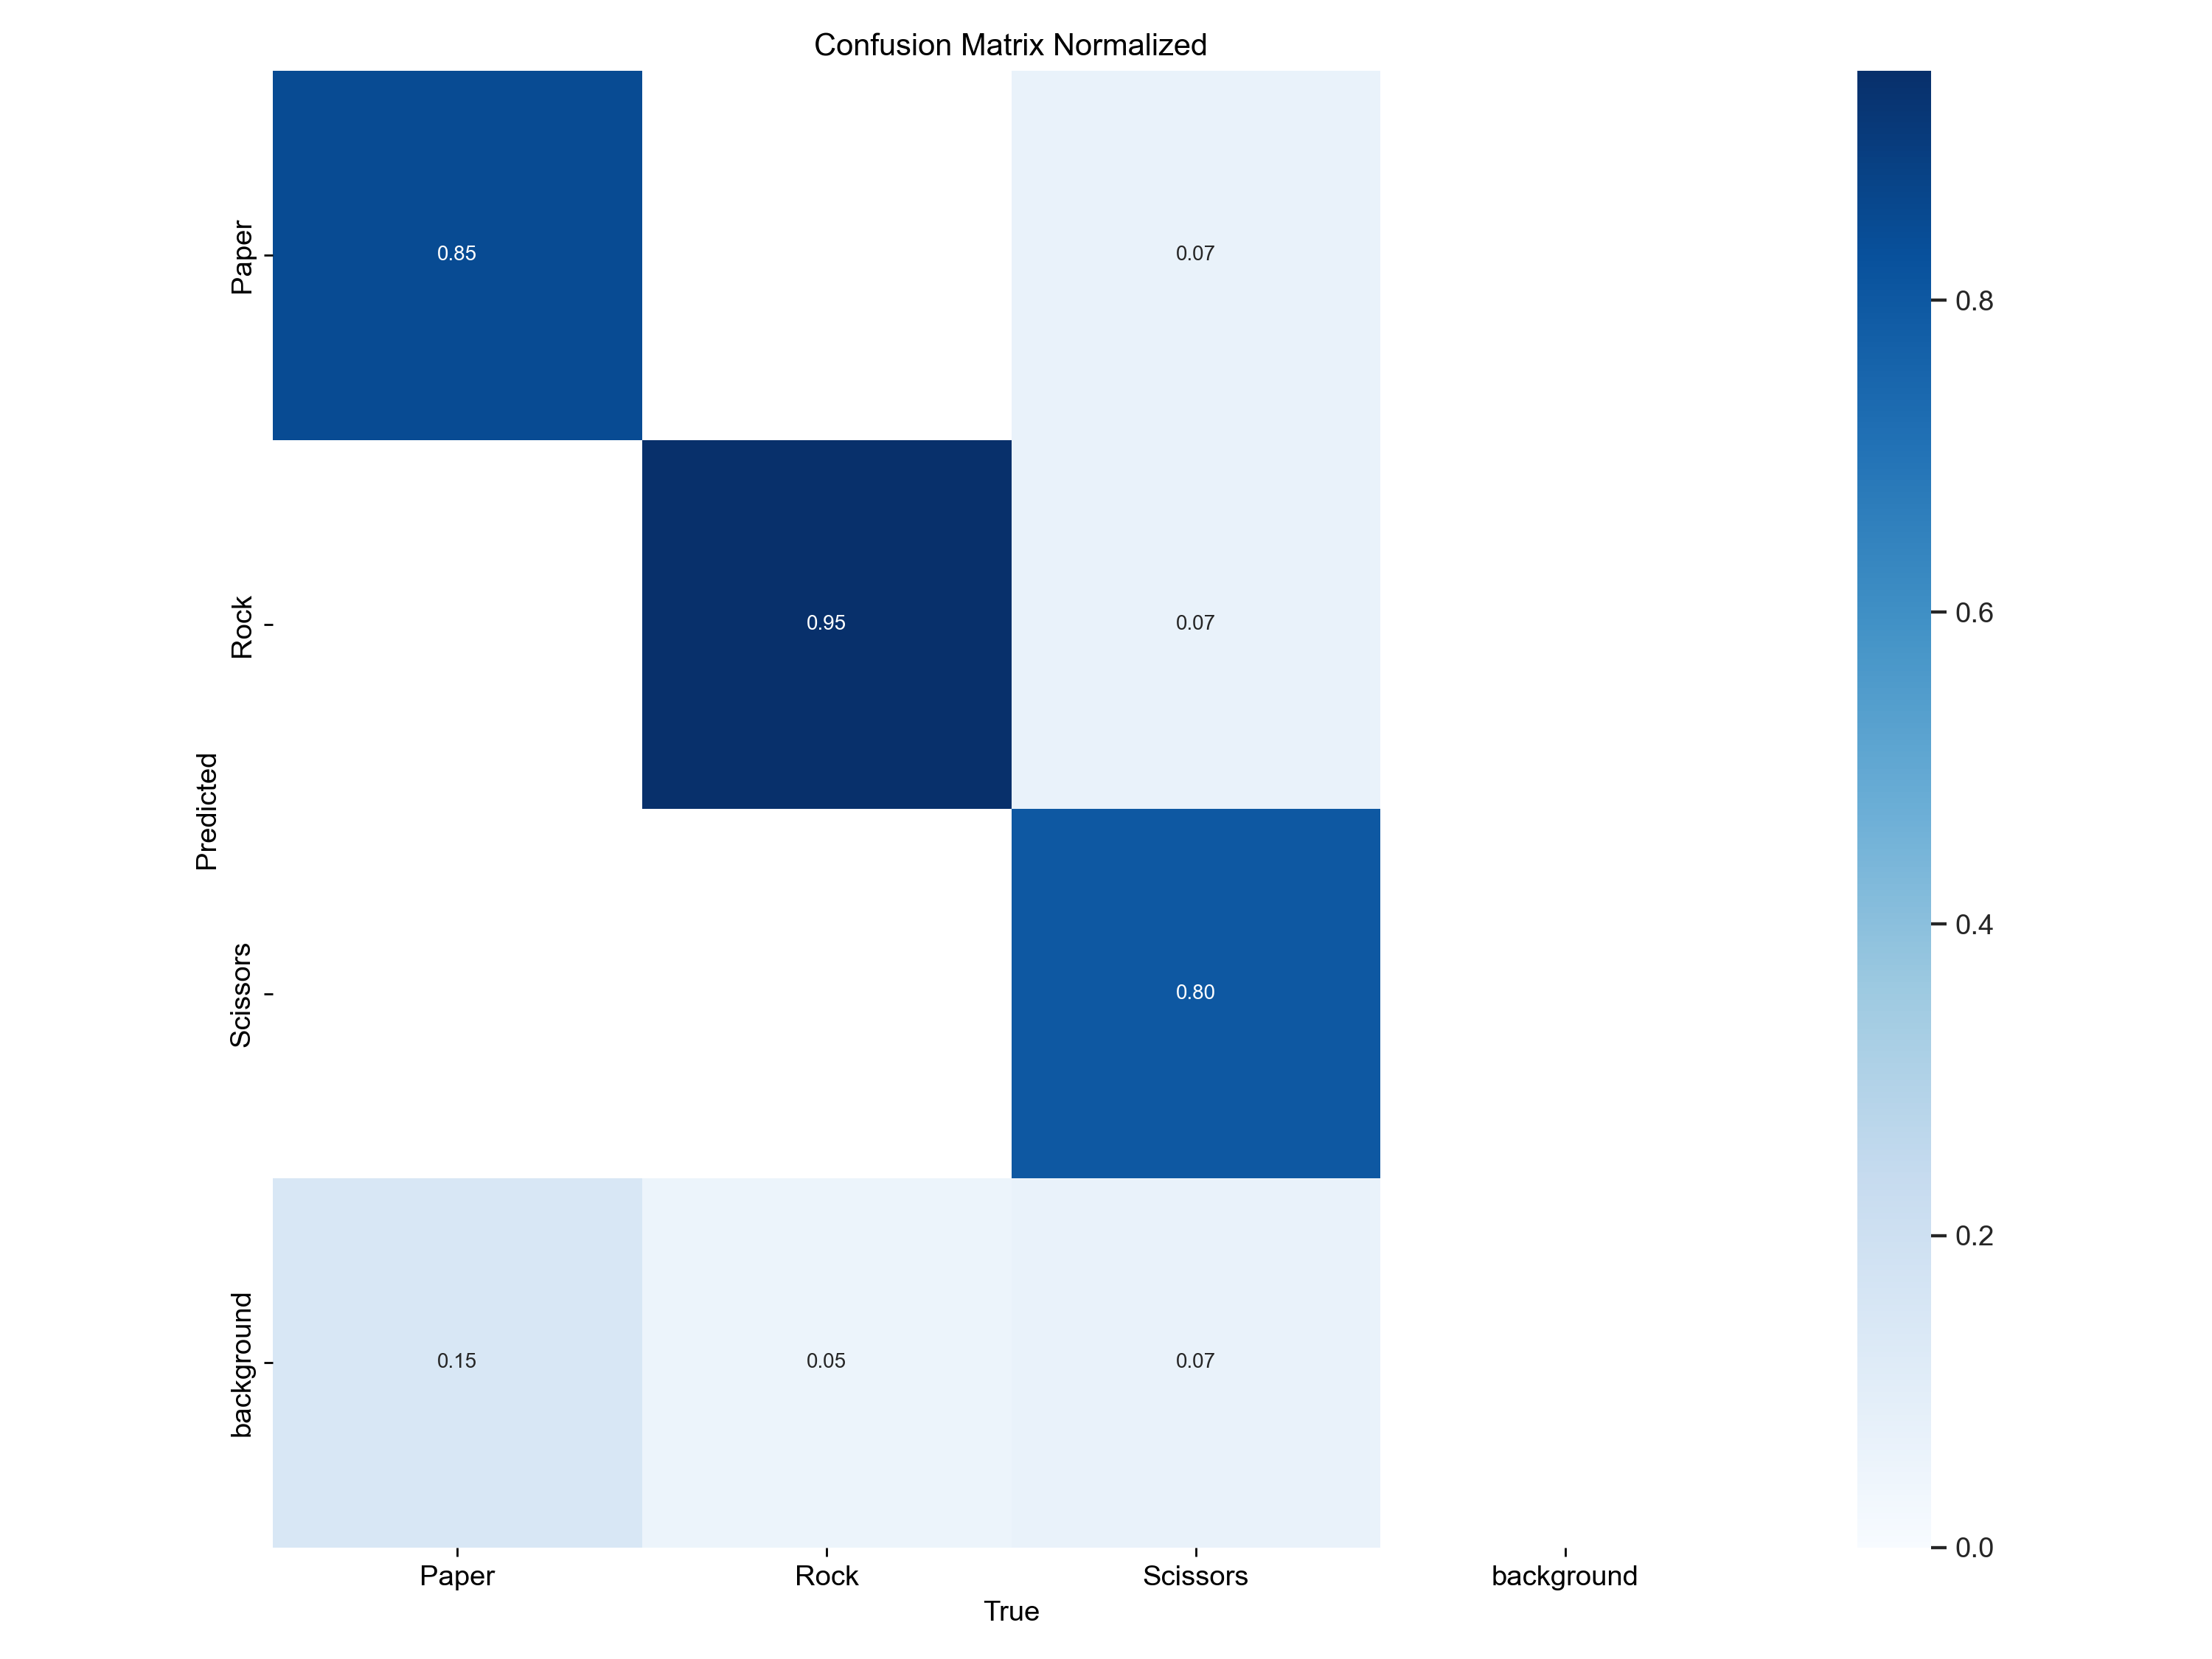 Confusion Matrix Normalized
Paper
Rock
Scissors
background
Predicted
0.85
0.07
0.95
0.07
0.80
0.15
0.05
0.07
Paper
Rock
Scissors
background
True
0.8
0.6
0.4
0.2
0.0